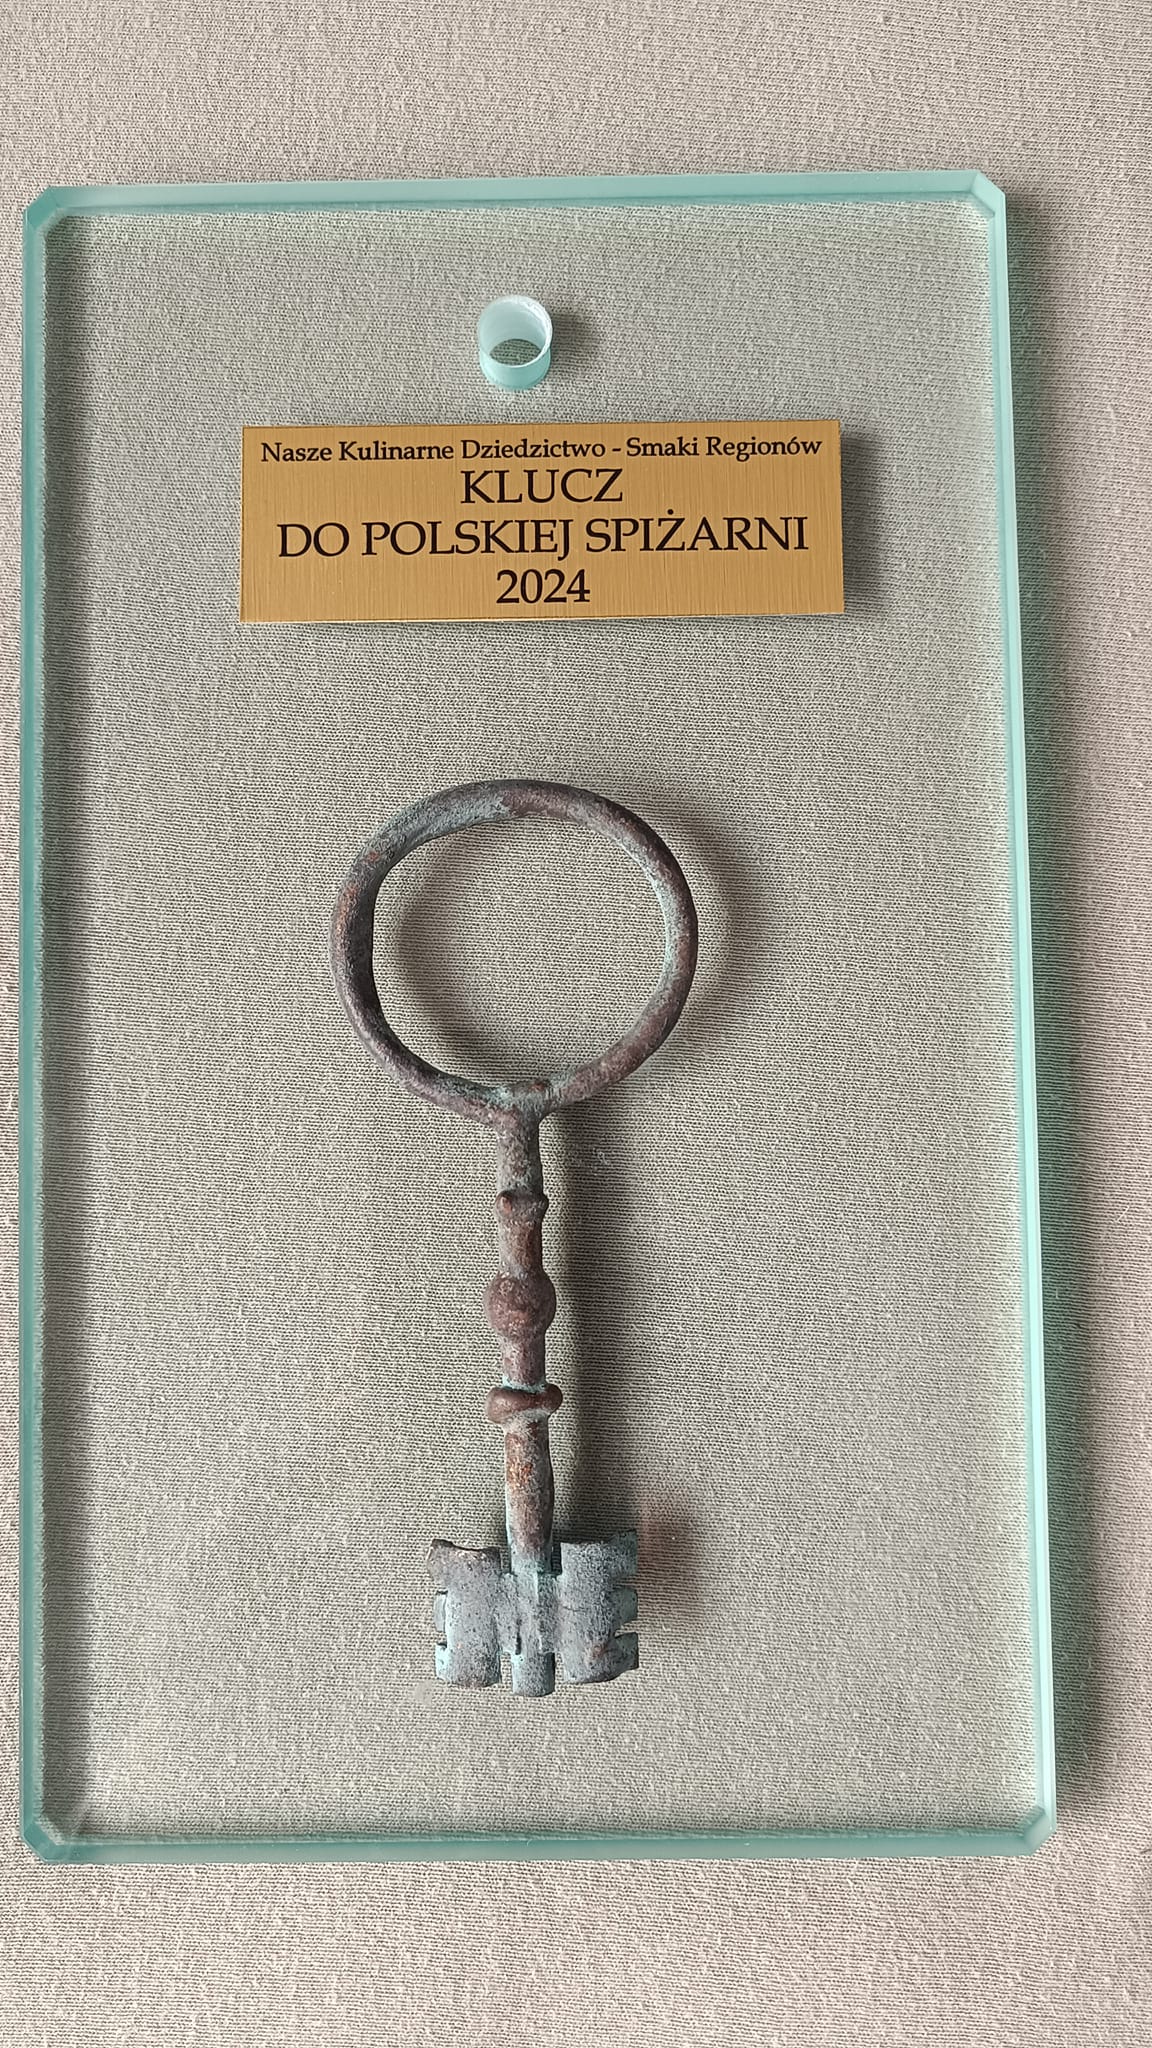 Nasze Kulinarne Dziedzictwo - Smaki Regionów
KLUCZ
DO POLSKIEJ SPIŻARNI
2024